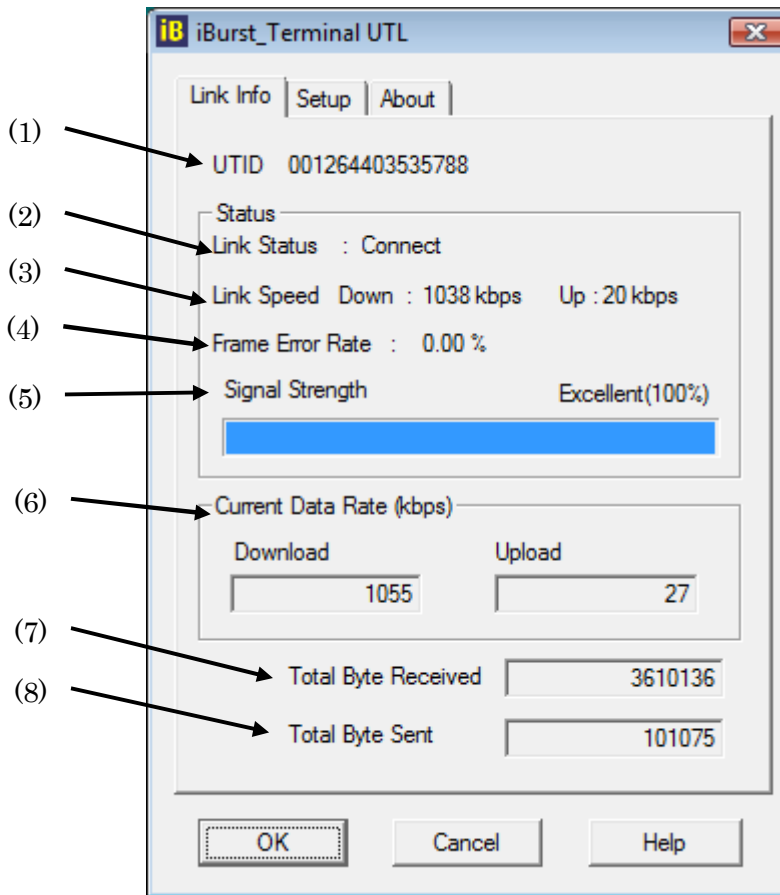 iB iBurst_Terminal UTL
Link Info Setup About
(1)
UTID 001264403535788
Status
(2)
Link Status : Connect
(3)
Link Speed Down : 1038 kbps Up : 20 kbps
(4)
Frame Error Rate : 0.00 %
(5)
Signal Strength Excellent(100%)
(6)
Current Data Rate (kbps)
Download Upload
1055 27
(7)
Total Byte Received 3610136
(8)
Total Byte Sent 101075
OK Cancel Help